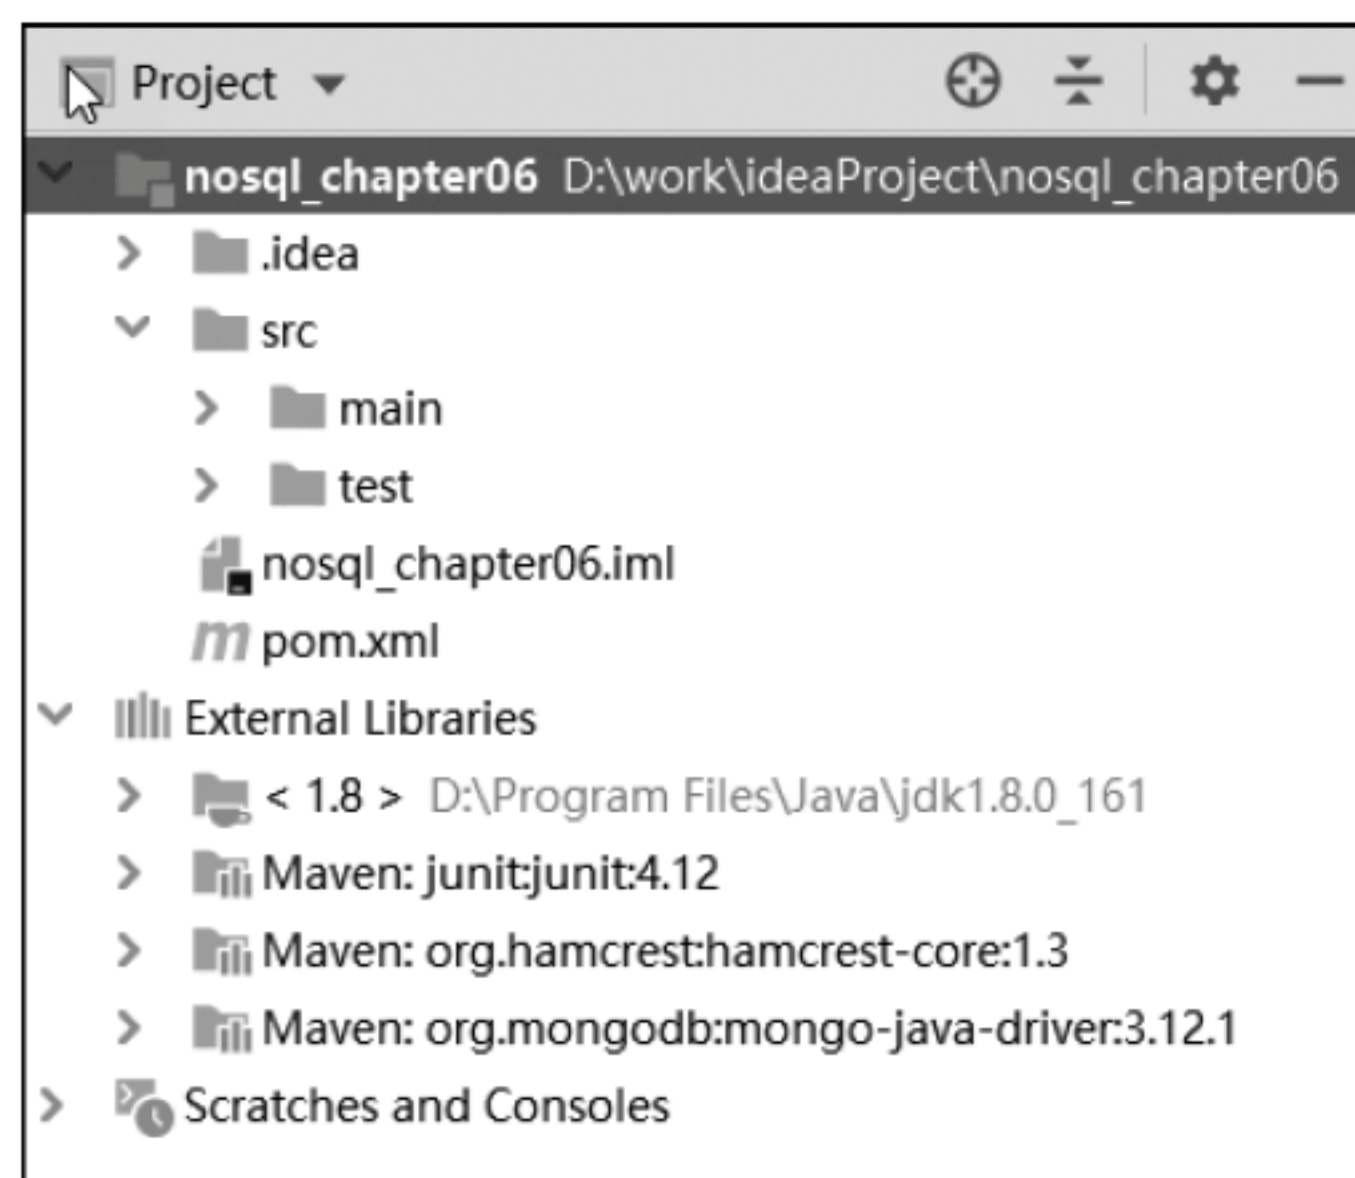 Project
nosql_chapter06 D:\work\ideaProject\nosql_chapter06
.idea
src
main
test
nosql_chapter06.iml
pom.xml
External Libraries
< 1.8 > D:\Program Files\Java\jdk1.8.0_161
Maven: junit:junit:4.12
Maven: org.hamcrest:hamcrest-core:1.3
Maven: org.mongodb:mongo-java-driver:3.12.1
Scratches and Consoles